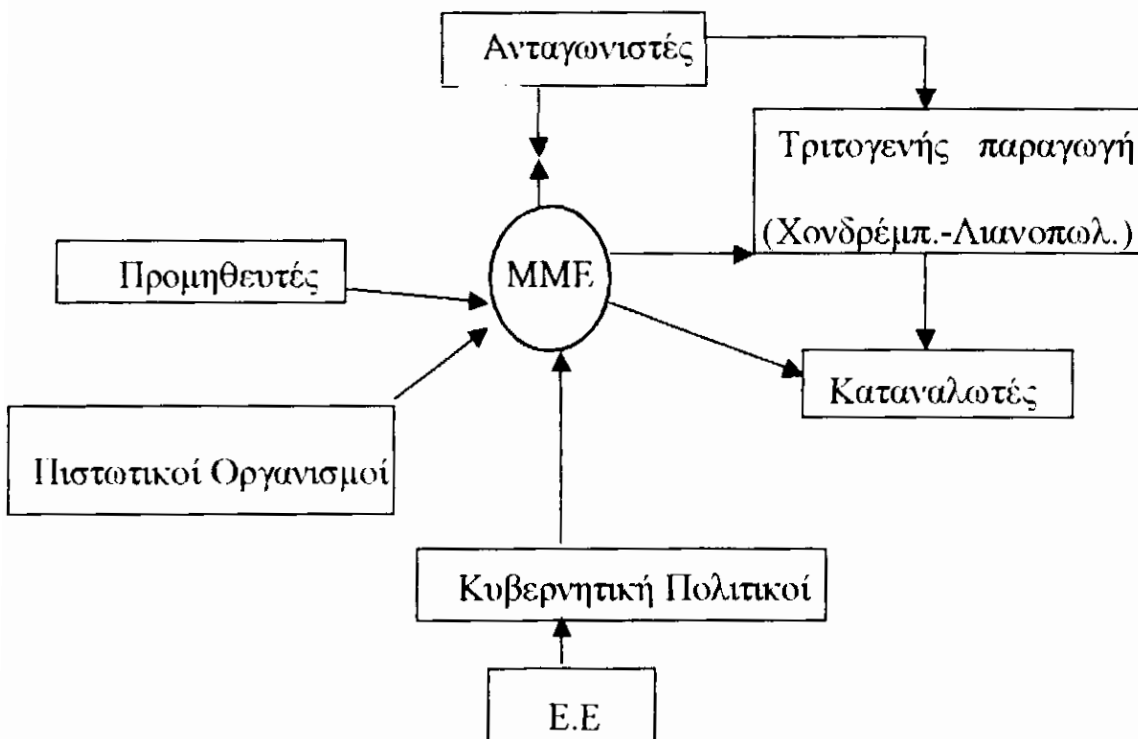 Ανταγωνιστές
Τριτογενής παραγωγή
(Χονδρέμπ.-Λιανοπωλ.)
Προμηθευτές
ΜΜΕ
Καταναλωτές
Πιστωτικοί Οργανισμοί
Κυβερνητική Πολιτικοί
Ε.Ε